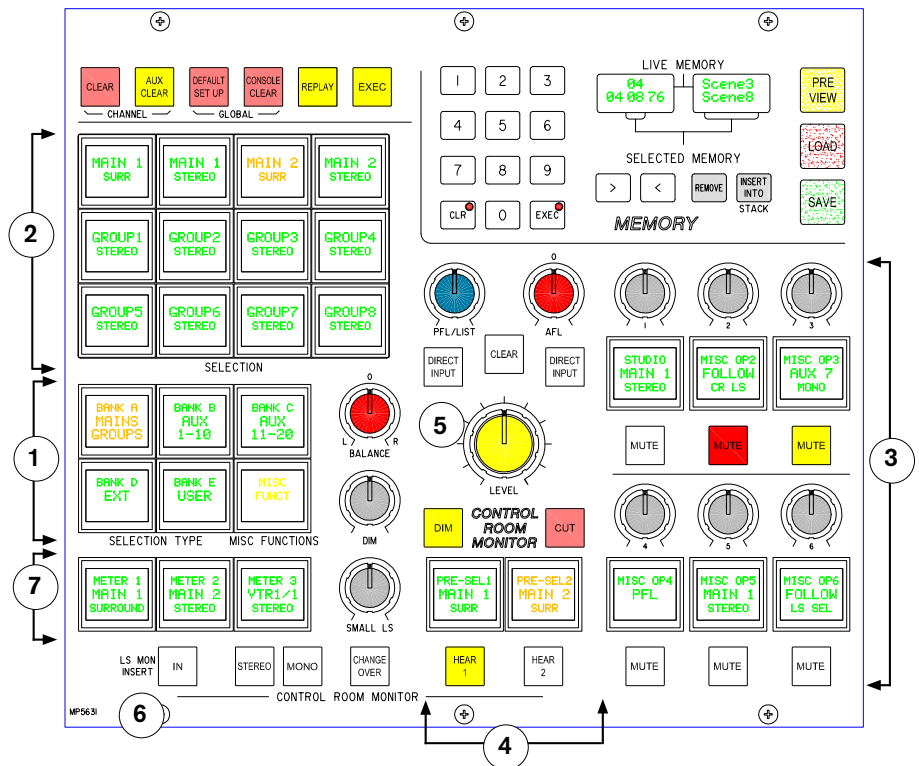 CLEAR
AUX
CLEAR
DEFAULT
SET UP
CONSOLE
CLEAR
REPLAY
EXEC
CHANNEL
GLOBAL
1 2 3
4 5 6
7 8 9
CLR 0 EXEC
LIVE MEMORY
04
04 08 76
Scene3
Scene8
SELECTED MEMORY
> <
REMOVE
INSERT
INTO
STACK
MEMORY
PRE
VIEW
LOAD
SAVE
2
MAIN 1
SURR
MAIN 1
STEREO
MAIN 2
SURR
MAIN 2
STEREO
GROUP1
STEREO
GROUP2
STEREO
GROUP3
STEREO
GROUP4
STEREO
GROUP5
STEREO
GROUP6
STEREO
GROUP7
STEREO
GROUP8
STEREO
SELECTION
1
BANK A
MAINS
GROUPS
BANK B
AUX
1-10
BANK C
AUX
11-20
BANK D
EXT
BANK E
USER
MISC
FUNCT
SELECTION TYPE
MISC FUNCTIONS
0
L R
BALANCE
DIM
SMALL LS
7
METER 1
MAIN 1
SURROUND
METER 2
MAIN 2
STEREO
METER 3
VTR1/1
STEREO
LS MON
INSERT
IN
STEREO
MONO
CHANGE
OVER
CONTROL ROOM MONITOR
MP5631
6
PFL/LIST
0
AFL
DIRECT
INPUT
CLEAR
DIRECT
INPUT
5
LEVEL
DIM
CONTROL
ROOM
MONITOR
CUT
PRE-SEL1
MAIN 1
SURR
PRE-SEL2
MAIN 2
SURR
HEAR
1
HEAR
2
4
1
2
3
STUDIO
MAIN 1
STEREO
MISC OP2
FOLLOW
CR LS
MISC OP3
AUX 7
MONO
MUTE
MUTE
MUTE
3
4
5
6
MISC OP4
PFL
MISC OP5
MAIN 1
STEREO
MISC OP6
FOLLOW
LS SEL
MUTE
MUTE
MUTE